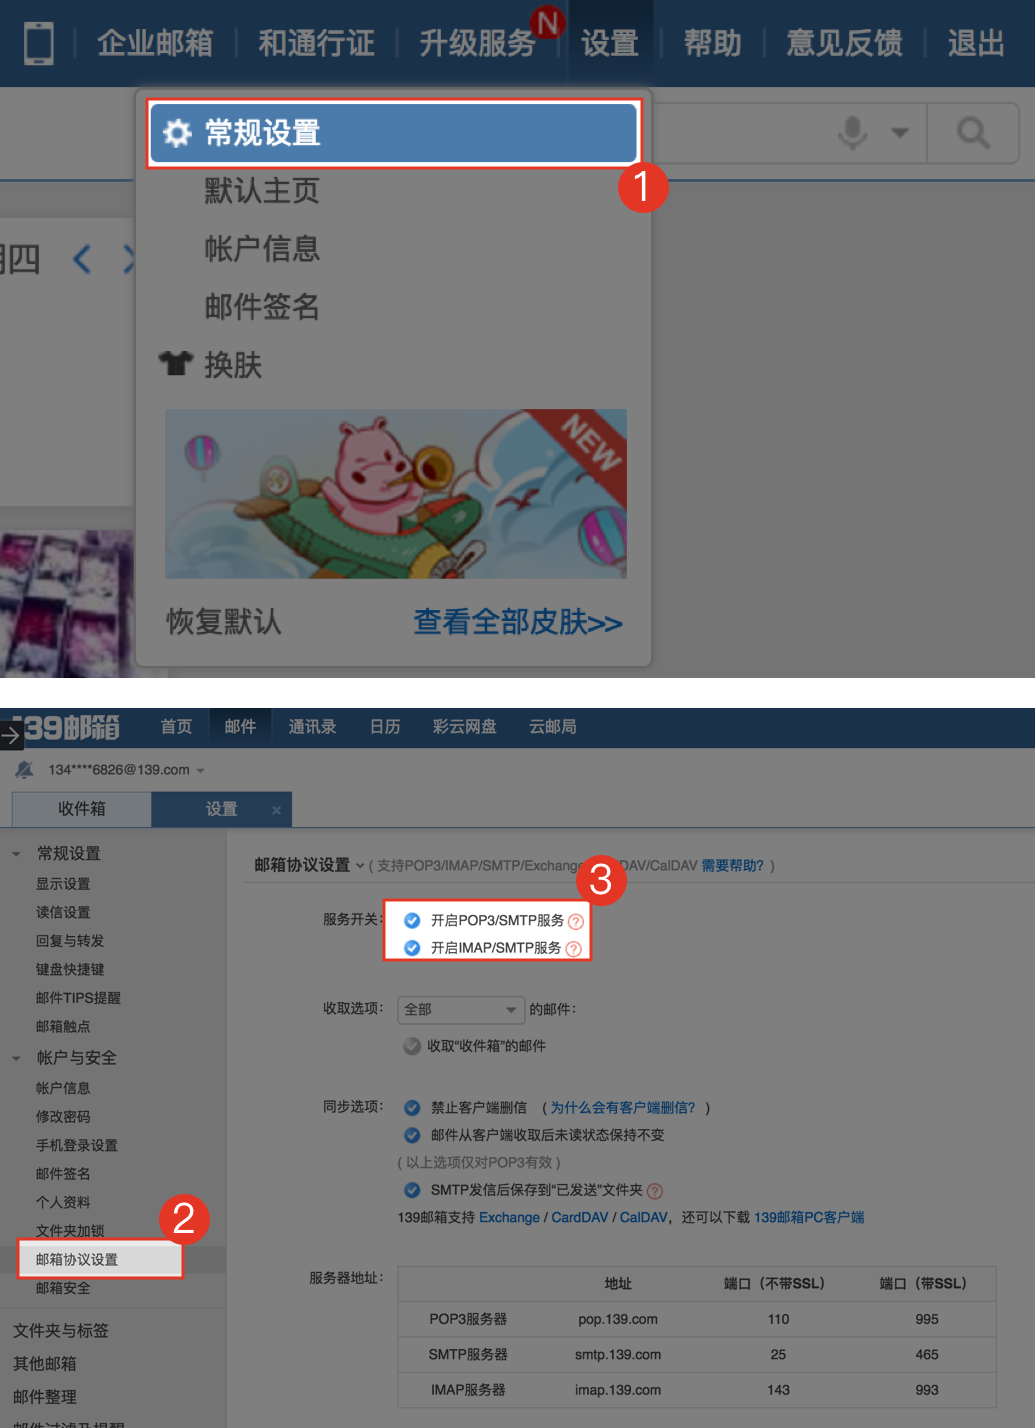 企业邮箱 和通行证 升级服务 N 设置 帮助 意见反馈 退出
常规设置
1
默认主页
期四
帐户信息
邮件签名
换肤
NEW
恢复默认 查看全部皮肤>>
139邮箱 首页 邮件 通讯录 日历 彩云网盘 云邮局
134****6826@139.com
收件箱 设置 ×
常规设置
显示设置
读信设置
回复与转发
键盘快捷键
邮件TIPS提醒
邮箱触点
帐户与安全
帐户信息
修改密码
手机登录设置
邮件签名
个人资料
2
文件夹加锁
邮箱协议设置
邮箱安全
文件夹与标签
其他邮箱
邮件整理
邮件过滤及提醒
邮箱协议设置 ( 支持POP3/IMAP/SMTP/Exchange DAV/CalDAV 需要帮助? )
3
服务开关: 开启POP3/SMTP服务 ?
开启IMAP/SMTP服务 ?
收取选项: 全部 的邮件:
收取“收件箱”的邮件
同步选项: 禁止客户端删信 ( 为什么会有客户端删信? )
邮件从客户端收取后未读状态保持不变
( 以上选项仅对POP3有效 )
SMTP发信后保存到“已发送”文件夹 ?
139邮箱支持 Exchange / CardDAV / CalDAV，还可以下载 139邮箱PC客户端
服务器地址: 地址 端口（不带SSL） 端口（带SSL）
POP3服务器 pop.139.com 110 995
SMTP服务器 smtp.139.com 25 465
IMAP服务器 imap.139.com 143 993